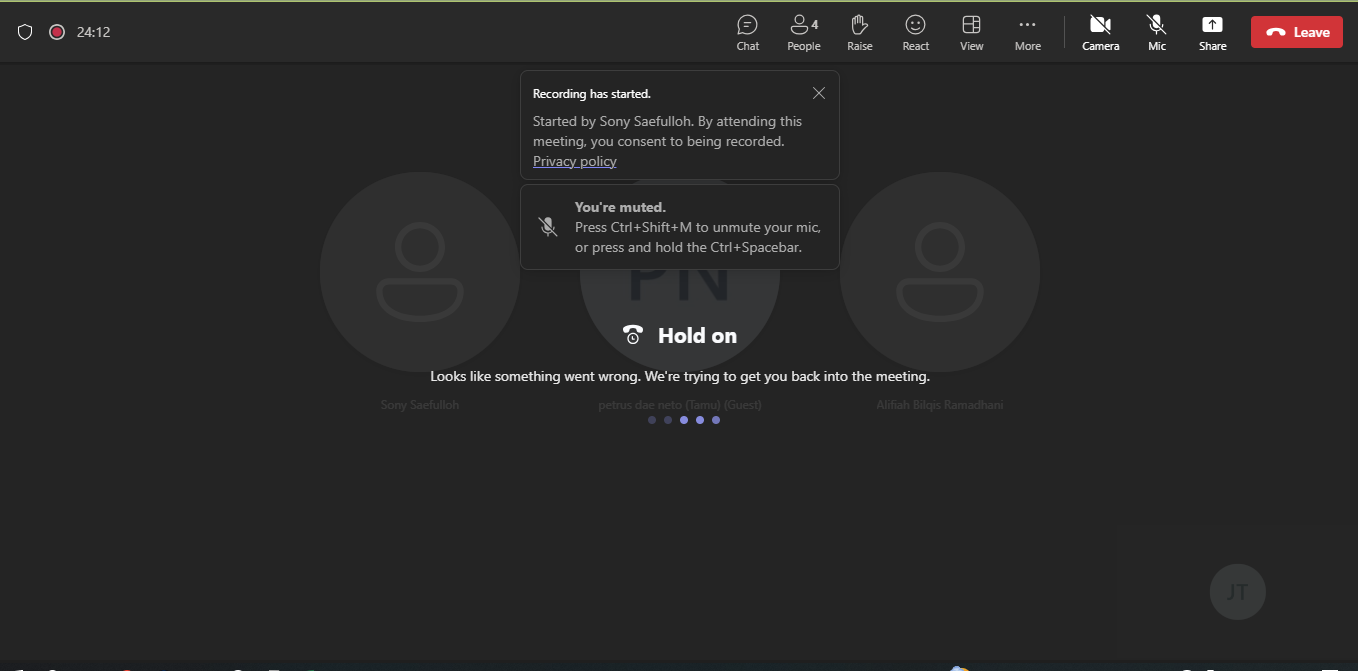 24:12
4
Chat
People
Raise
React
View
More
Camera
Mic
Share
Leave
Recording has started.
Started by Sony Saefulloh. By attending this
meeting, you consent to being recorded.
Privacy policy
You're muted.
Press Ctrl+Shift+M to unmute your mic,
or press and hold the Ctrl+Spacebar.
PN
Hold on
Looks like something went wrong. We're trying to get you back into the meeting.
Sony Saefulloh
petrus dae neto (Tamu) (Guest)
Alifiah Bilqis Ramadhani
JT